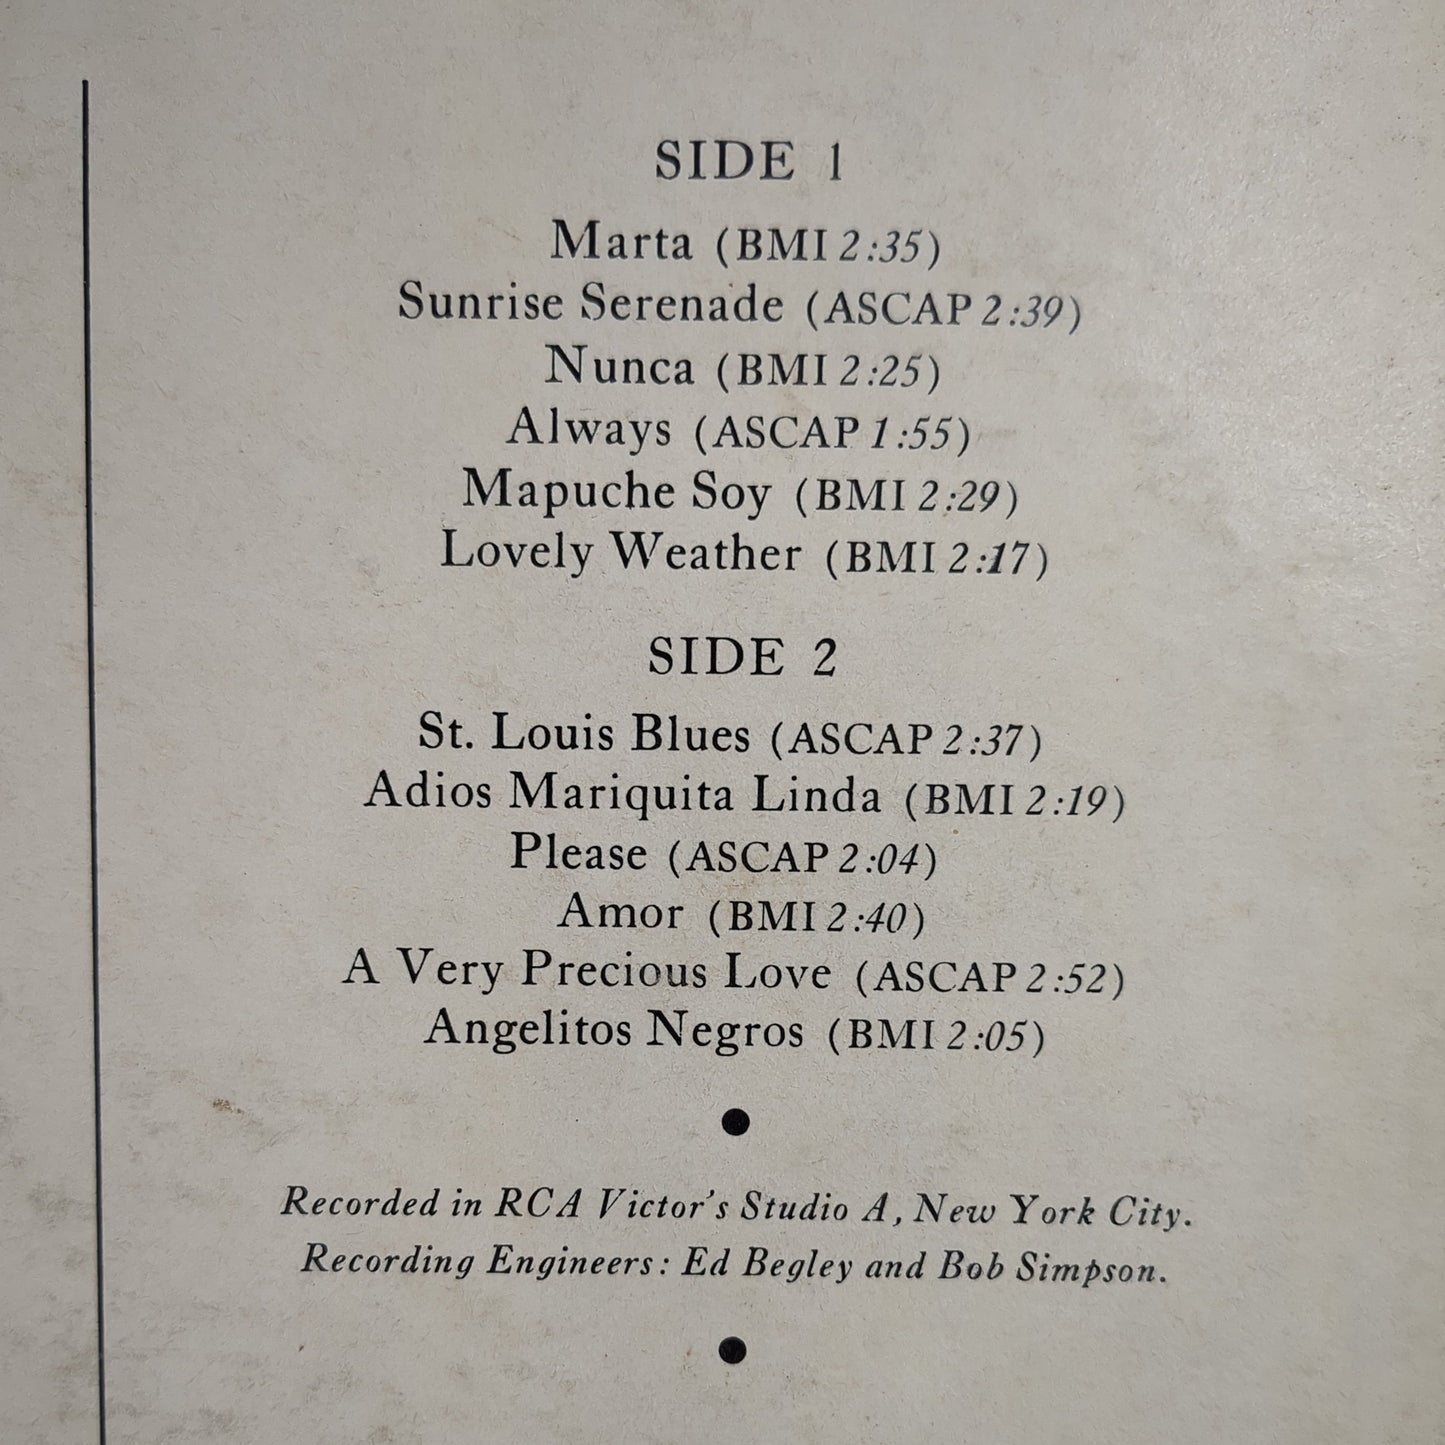 SIDE 1
Marta (BMI 2:35)
Sunrise Serenade (ASCAP 2:39)
Nunca (BMI 2:25)
Always (ASCAP 1:55)
Mapuche Soy (BMI 2:29)
Lovely Weather (BMI 2:17)
SIDE 2
St. Louis Blues (ASCAP 2:37)
Adios Mariquita Linda (BMI 2:19)
Please (ASCAP 2:04)
Amor (BMI 2:40)
A Very Precious Love (ASCAP 2:52)
Angelitos Negros (BMI 2:05)
Recorded in RCA Victor's Studio A, New York City.
Recording Engineers: Ed Begley and Bob Simpson.